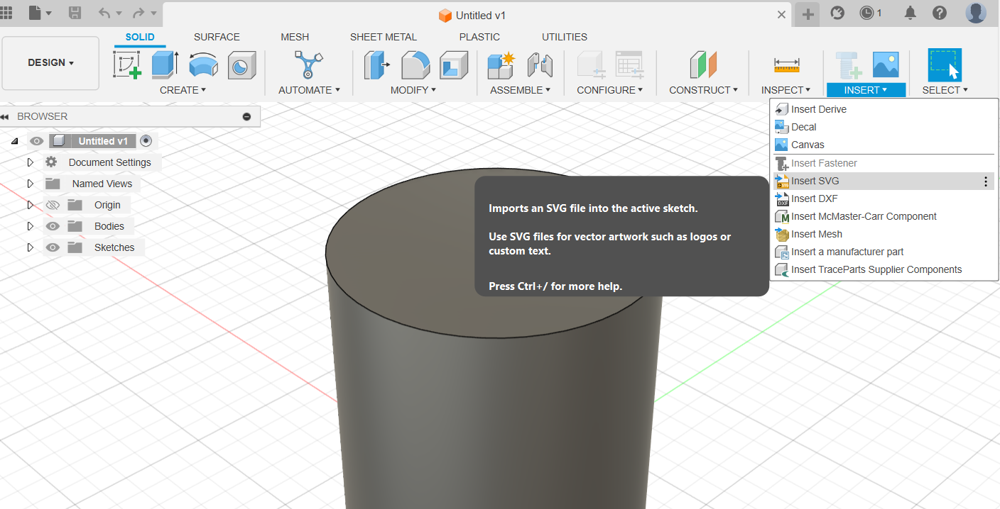 Untitled v1
1
SOLID SURFACE MESH SHEET METAL PLASTIC UTILITIES
DESIGN
CREATE AUTOMATE MODIFY ASSEMBLE CONFIGURE CONSTRUCT INSPECT INSERT SELECT
BROWSER
Untitled v1
Document Settings
Named Views
Origin
Bodies
Sketches
Insert Derive
Decal
Canvas
Insert Fastener
Insert SVG
DXF Insert DXF
M Insert McMaster-Carr Component
Insert Mesh
Insert a manufacturer part
Insert TraceParts Supplier Components
Imports an SVG file into the active sketch.
Use SVG files for vector artwork such as logos or
custom text.
Press Ctrl+/ for more help.